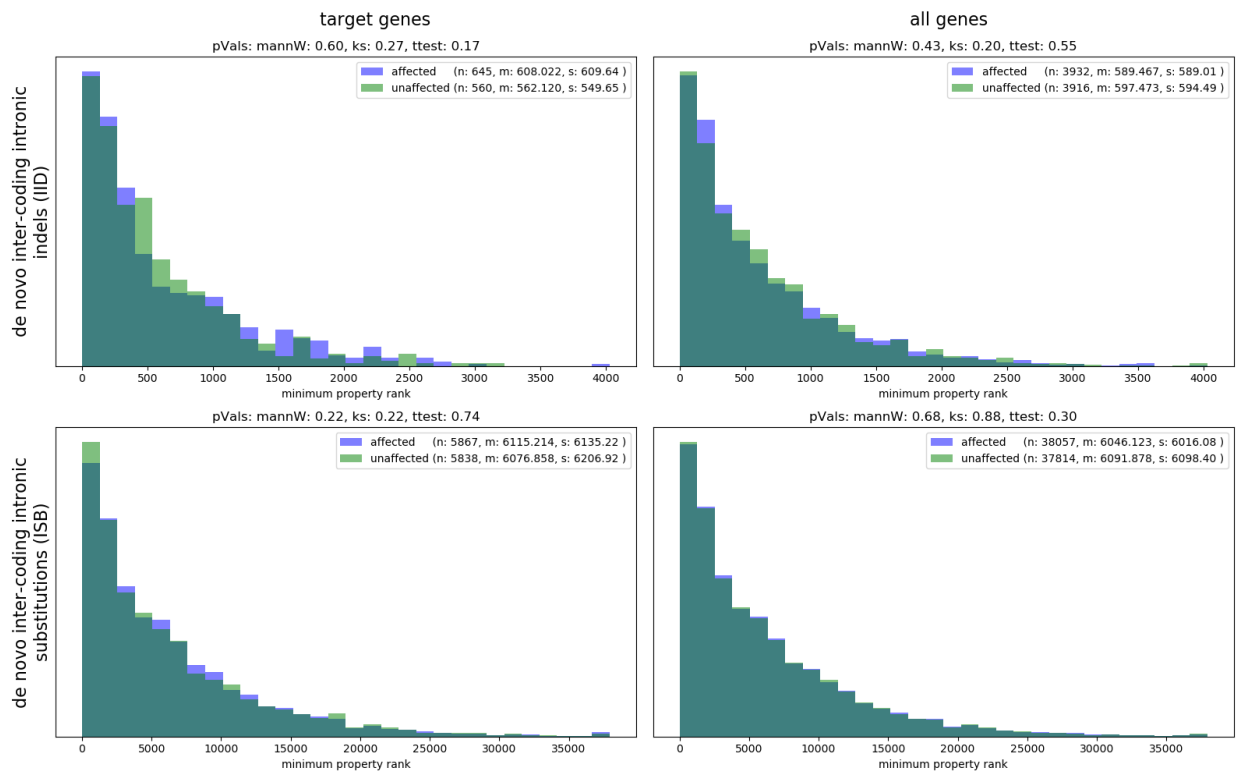 target genes
all genes
pVals: mannW: 0.60, ks: 0.27, ttest: 0.17
pVals: mannW: 0.43, ks: 0.20, ttest: 0.55
affected (n: 645, m: 608.022, s: 609.64 )
unaffected (n: 560, m: 562.120, s: 549.65 )
affected (n: 3932, m: 589.467, s: 589.01 )
unaffected (n: 3916, m: 597.473, s: 594.49 )
de novo inter-coding intronic
indels (IID)
0 500 1000 1500 2000 2500 3000 3500 4000
0 500 1000 1500 2000 2500 3000 3500 4000
minimum property rank
minimum property rank
pVals: mannW: 0.22, ks: 0.22, ttest: 0.74
pVals: mannW: 0.68, ks: 0.88, ttest: 0.30
affected (n: 5867, m: 6115.214, s: 6135.22 )
unaffected (n: 5838, m: 6076.858, s: 6206.92 )
affected (n: 38057, m: 6046.123, s: 6016.08 )
unaffected (n: 37814, m: 6091.878, s: 6098.40 )
de novo inter-coding intronic
substitutions (ISB)
0 5000 10000 15000 20000 25000 30000 35000
0 5000 10000 15000 20000 25000 30000 35000
minimum property rank
minimum property rank